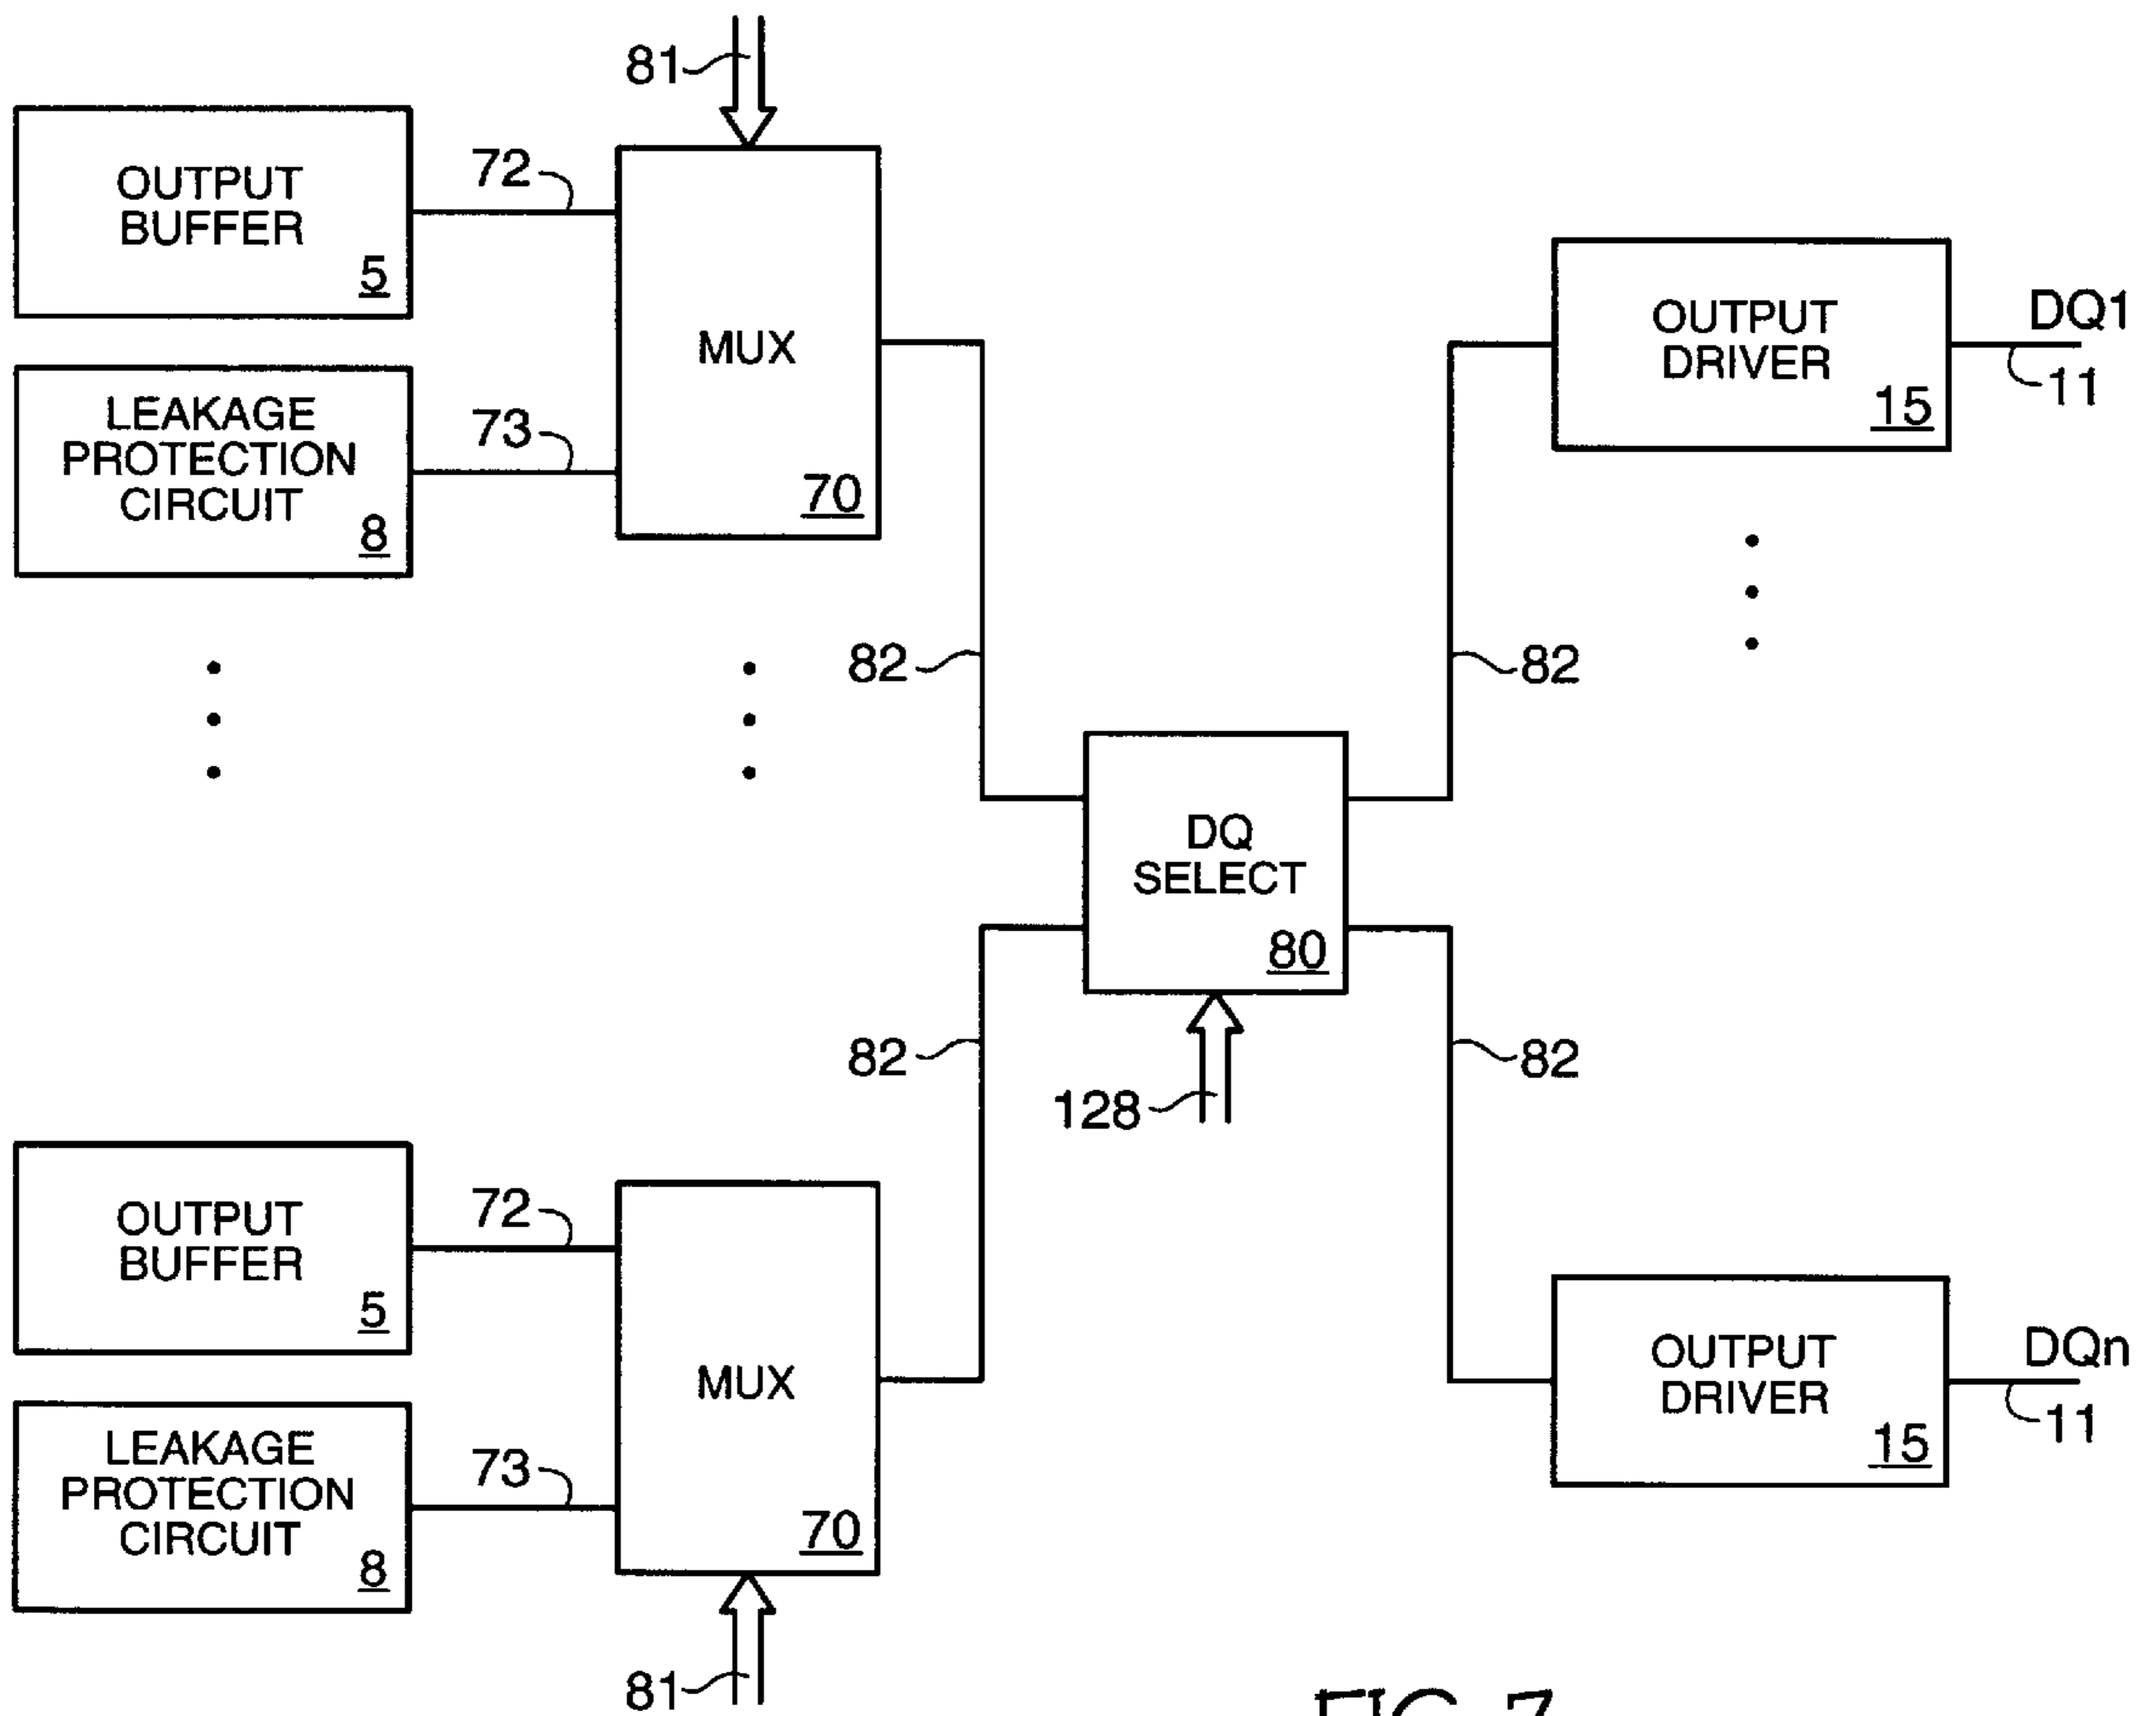 81
OUTPUT
BUFFER
5
72
MUX
70
LEAKAGE
PROTECTION
CIRCUIT
8
73
OUTPUT
DRIVER
15
DQ1
11
82
82
DQ
SELECT
80
128
82
82
OUTPUT
BUFFER
5
72
MUX
70
LEAKAGE
PROTECTION
CIRCUIT
8
73
81
OUTPUT
DRIVER
15
DQn
11
FIG. 7